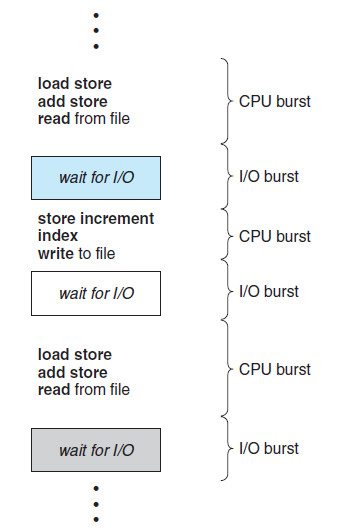 load store
add store
read from file
CPU burst
wait for I/O
I/O burst
store increment
index
write to file
CPU burst
wait for I/O
I/O burst
load store
add store
read from file
CPU burst
wait for I/O
I/O burst